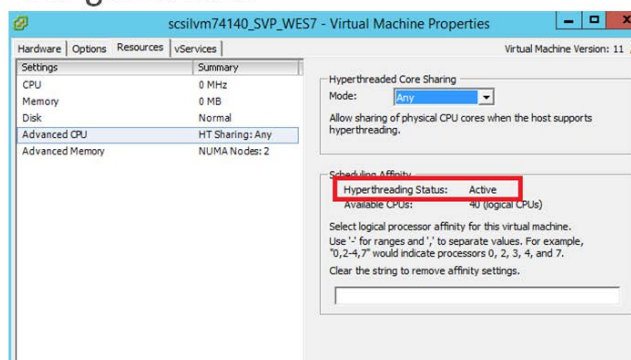 scsilvm74140_SVP_WES7 - Virtual Machine Properties
Hardware Options Resources vServices
Virtual Machine Version: 11
Settings Summary
CPU 0 MHz
Memory 0 MB
Disk Normal
Advanced CPU HT Sharing: Any
Advanced Memory NUMA Nodes: 2
Hyperthreaded Core Sharing
Mode: Any
Allow sharing of physical CPU cores when the host supports
hyperthreading.
Scheduling Affinity
Hyperthreading Status: Active
Available CPUs: 40 (logical CPUs)
Select logical processor affinity for this virtual machine.
Use '-' for ranges and ',' to separate values. For example,
"0,2-4,7" would indicate processors 0, 2, 3, 4, and 7.
Clear the string to remove affinity settings.